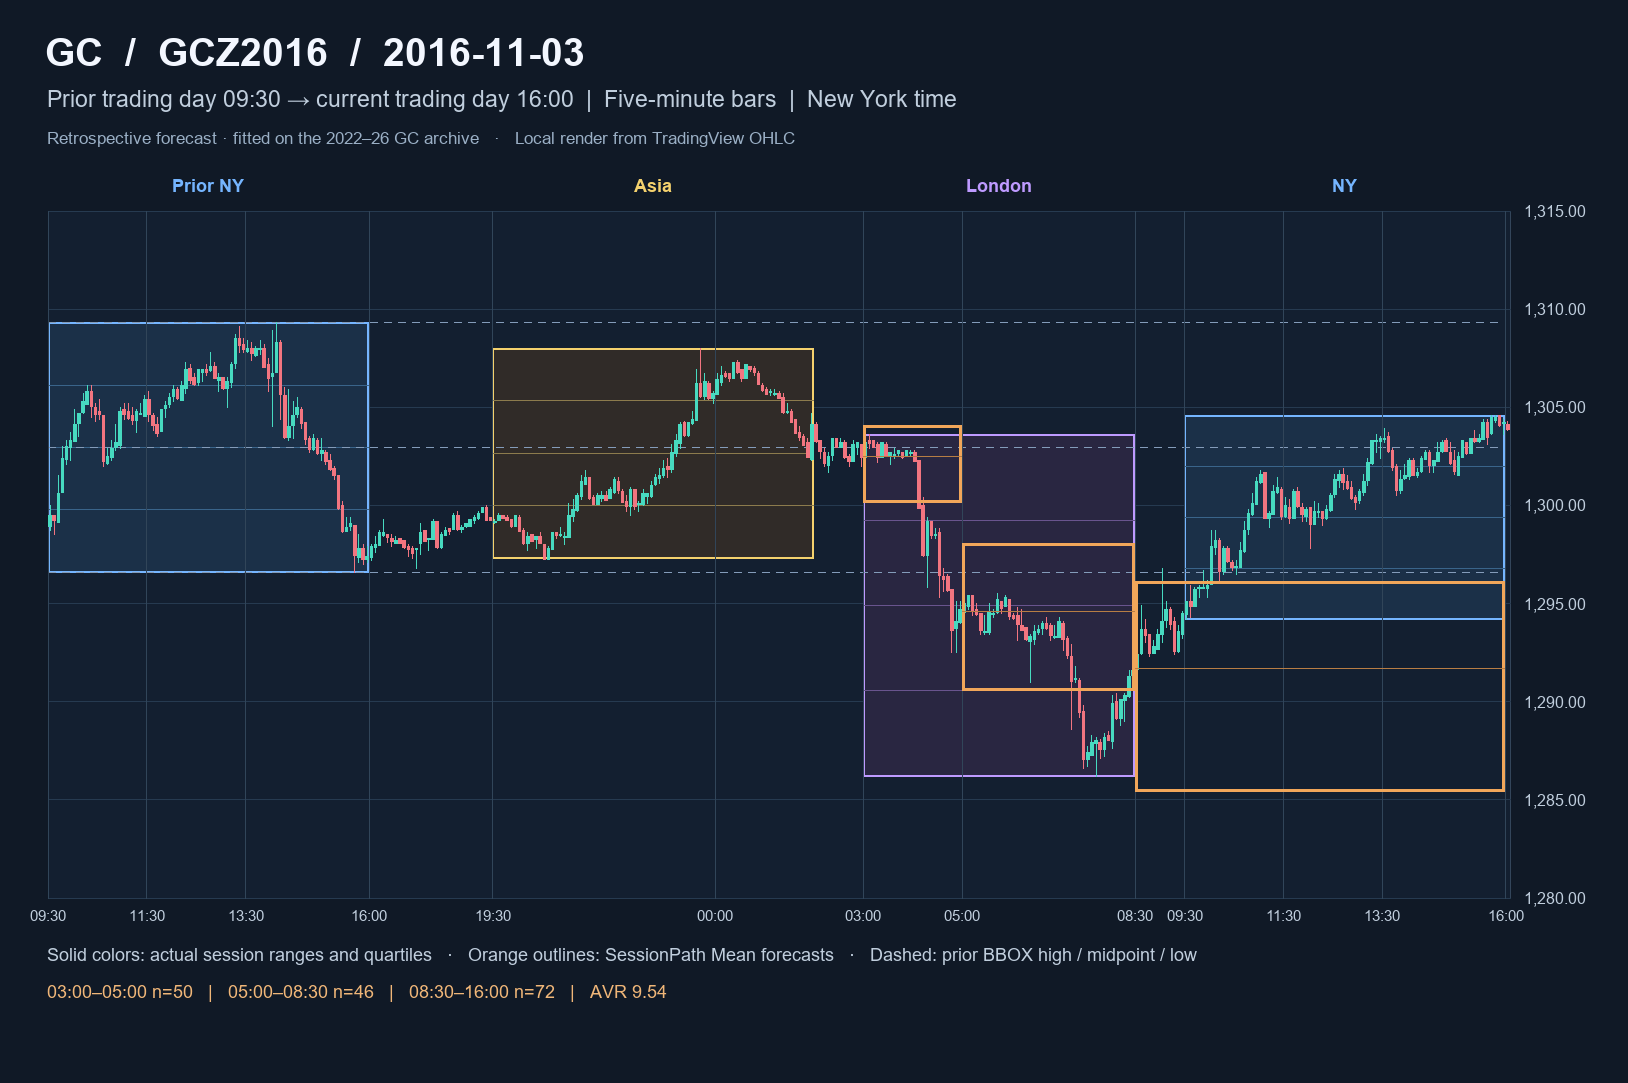 GC / GCZ2016 / 2016-11-03
Prior trading day 09:30 → current trading day 16:00 | Five-minute bars | New York time
Retrospective forecast · fitted on the 2022–26 GC archive · Local render from TradingView OHLC
Prior NY Asia London NY
1,315.00
1,310.00
1,305.00
1,300.00
1,295.00
1,290.00
1,285.00
1,280.00
09:30 11:30 13:30 16:00 19:30 00:00 03:00 05:00 08:30 09:30 11:30 13:30 16:00
Solid colors: actual session ranges and quartiles · Orange outlines: SessionPath Mean forecasts · Dashed: prior BBOX high / midpoint / low
03:00–05:00 n=50 | 05:00–08:30 n=46 | 08:30–16:00 n=72 | AVR 9.54